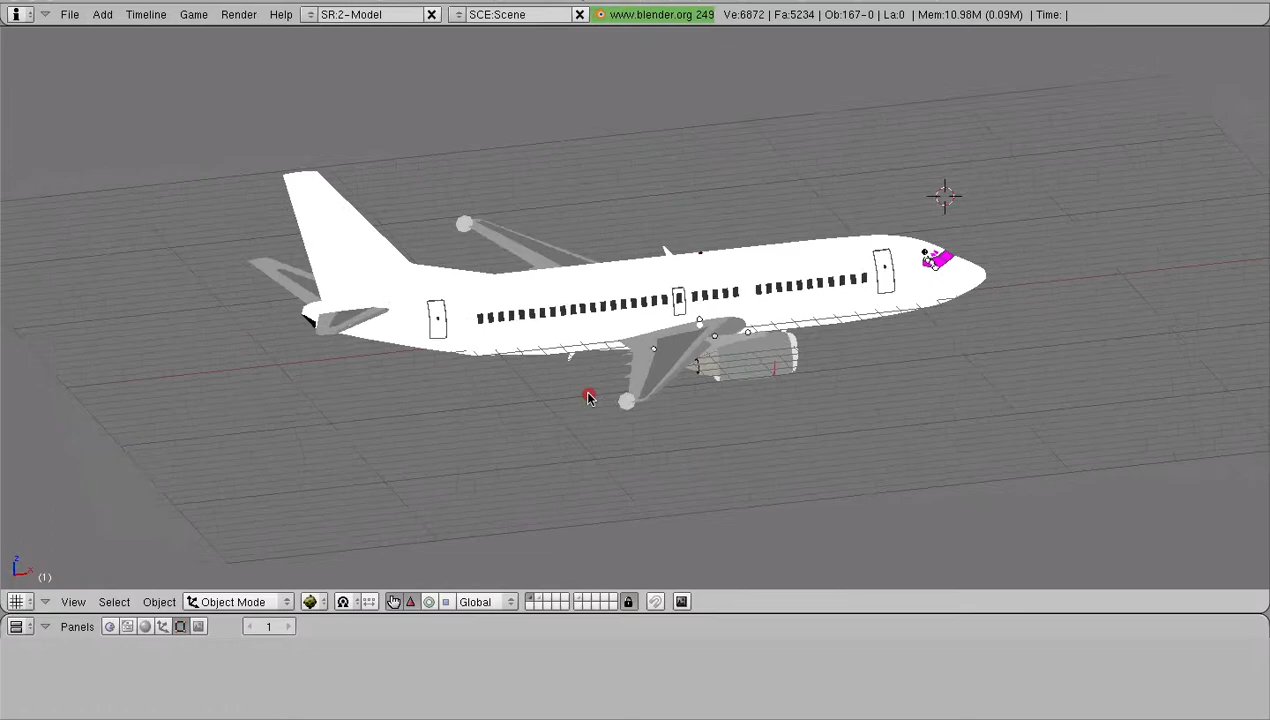 File Add Timeline Game Render Help SR:2-Model SCE:Scene www.blender.org 249 Ve:6872 | Fa:5234 | Ob:167-0 | La:0 | Mem:10.98M (0.09M) | Time: |
z
x
(1)
View Select Object Object Mode Global
Panels 1